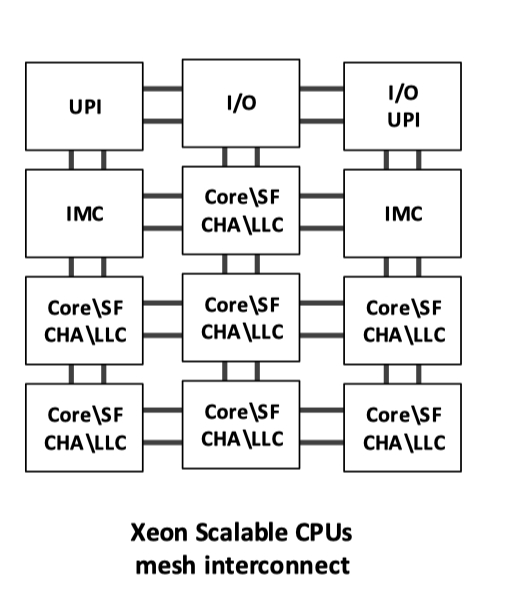 UPI
I/O
I/O
UPI
IMC
Core\SF
CHA\LLC
IMC
Core\SF
CHA\LLC
Core\SF
CHA\LLC
Core\SF
CHA\LLC
Core\SF
CHA\LLC
Core\SF
CHA\LLC
Core\SF
CHA\LLC
Xeon Scalable CPUs
mesh interconnect